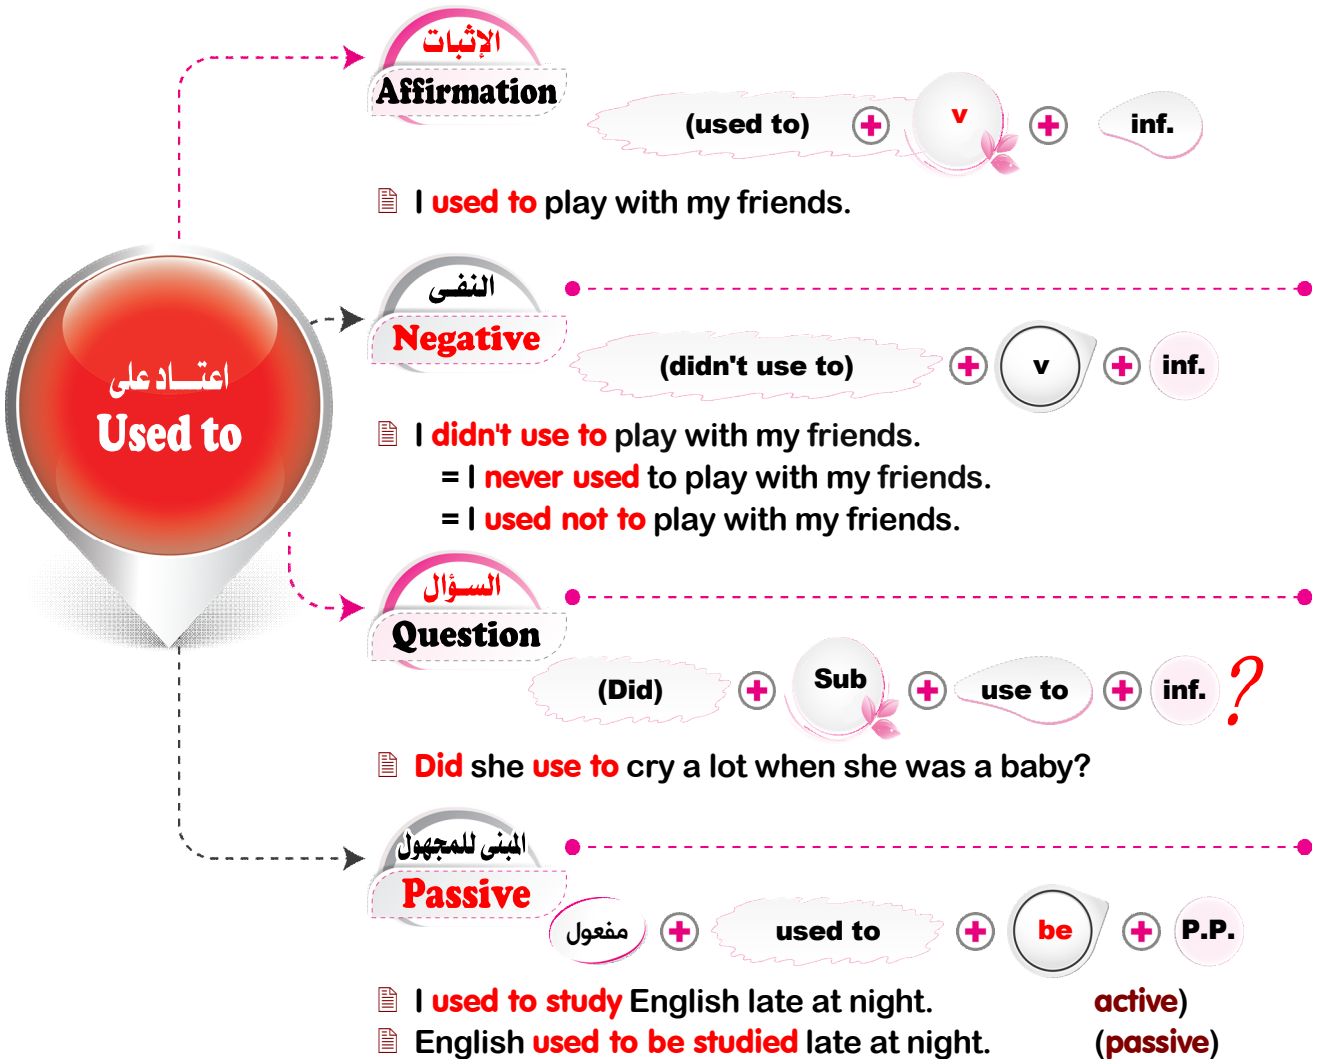 الإثبات
Affirmation
(used to) + v + inf.
I used to play with my friends.
النفـى
Negative
(didn't use to) + v + inf.
اعتـــاد على
Used to
I didn't use to play with my friends.
= I never used to play with my friends.
= I used not to play with my friends.
الســؤال
Question
(Did) + Sub + use to + inf. ?
Did she use to cry a lot when she was a baby?
المبنى للمجهول
Passive
مفعول + used to + be + P.P.
I used to study English late at night. active)
English used to be studied late at night. (passive)